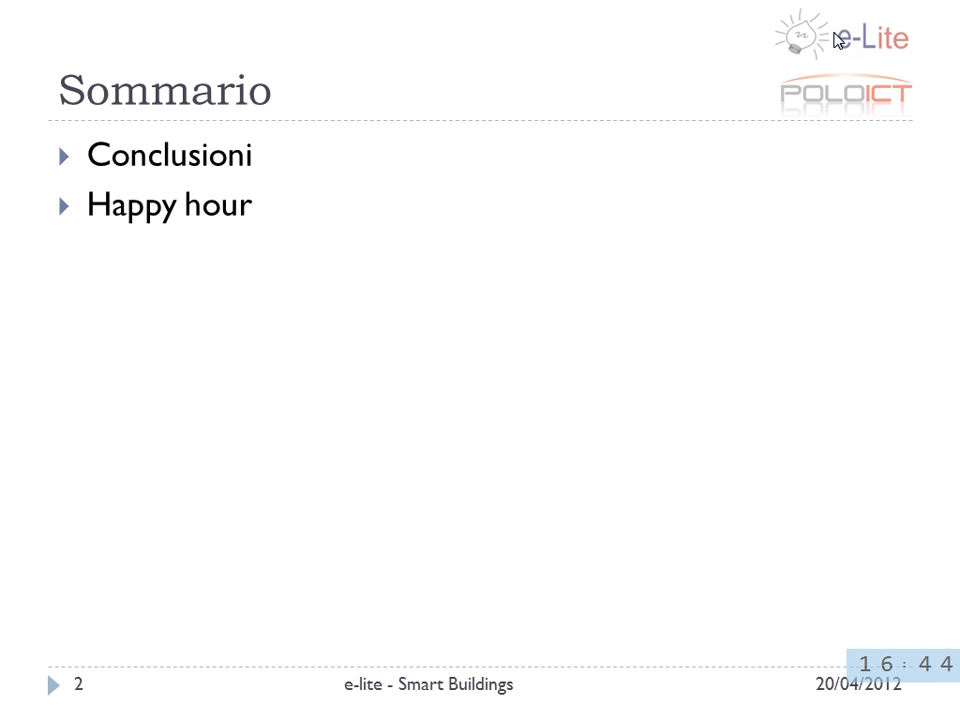 e-Lite
Sommario
POLOICT
Conclusioni
Happy hour
16:44
2
e-lite - Smart Buildings
20/04/2012